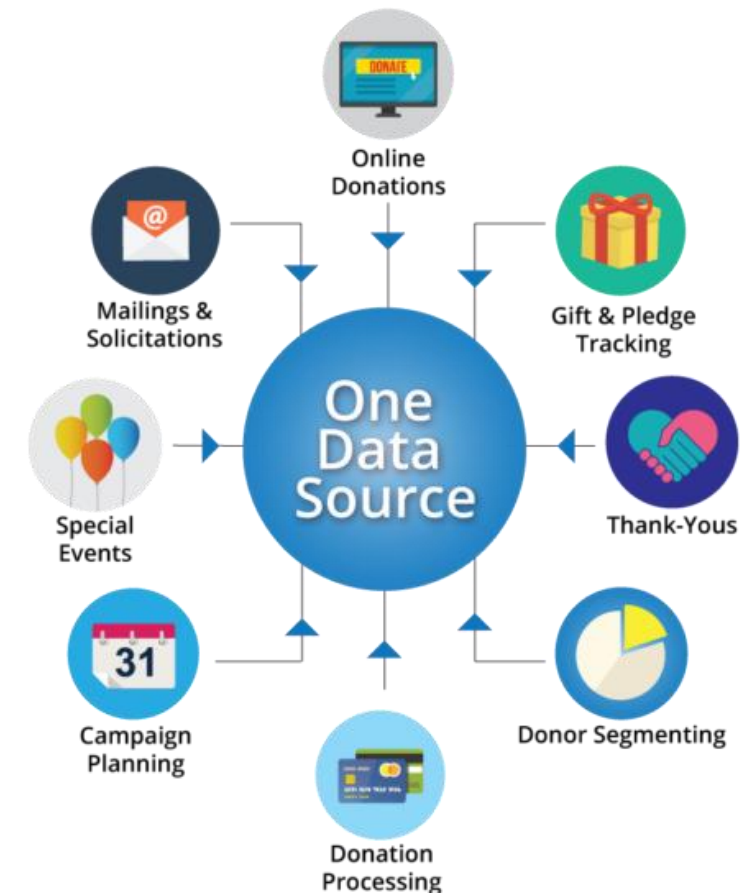 DONATE
Online
Donations
@
Mailings &
Solicitations
Gift & Pledge
Tracking
One
Data
Source
Special
Events
Thank-Yous
31
Campaign
Planning
Donor Segmenting
Donation
Processing